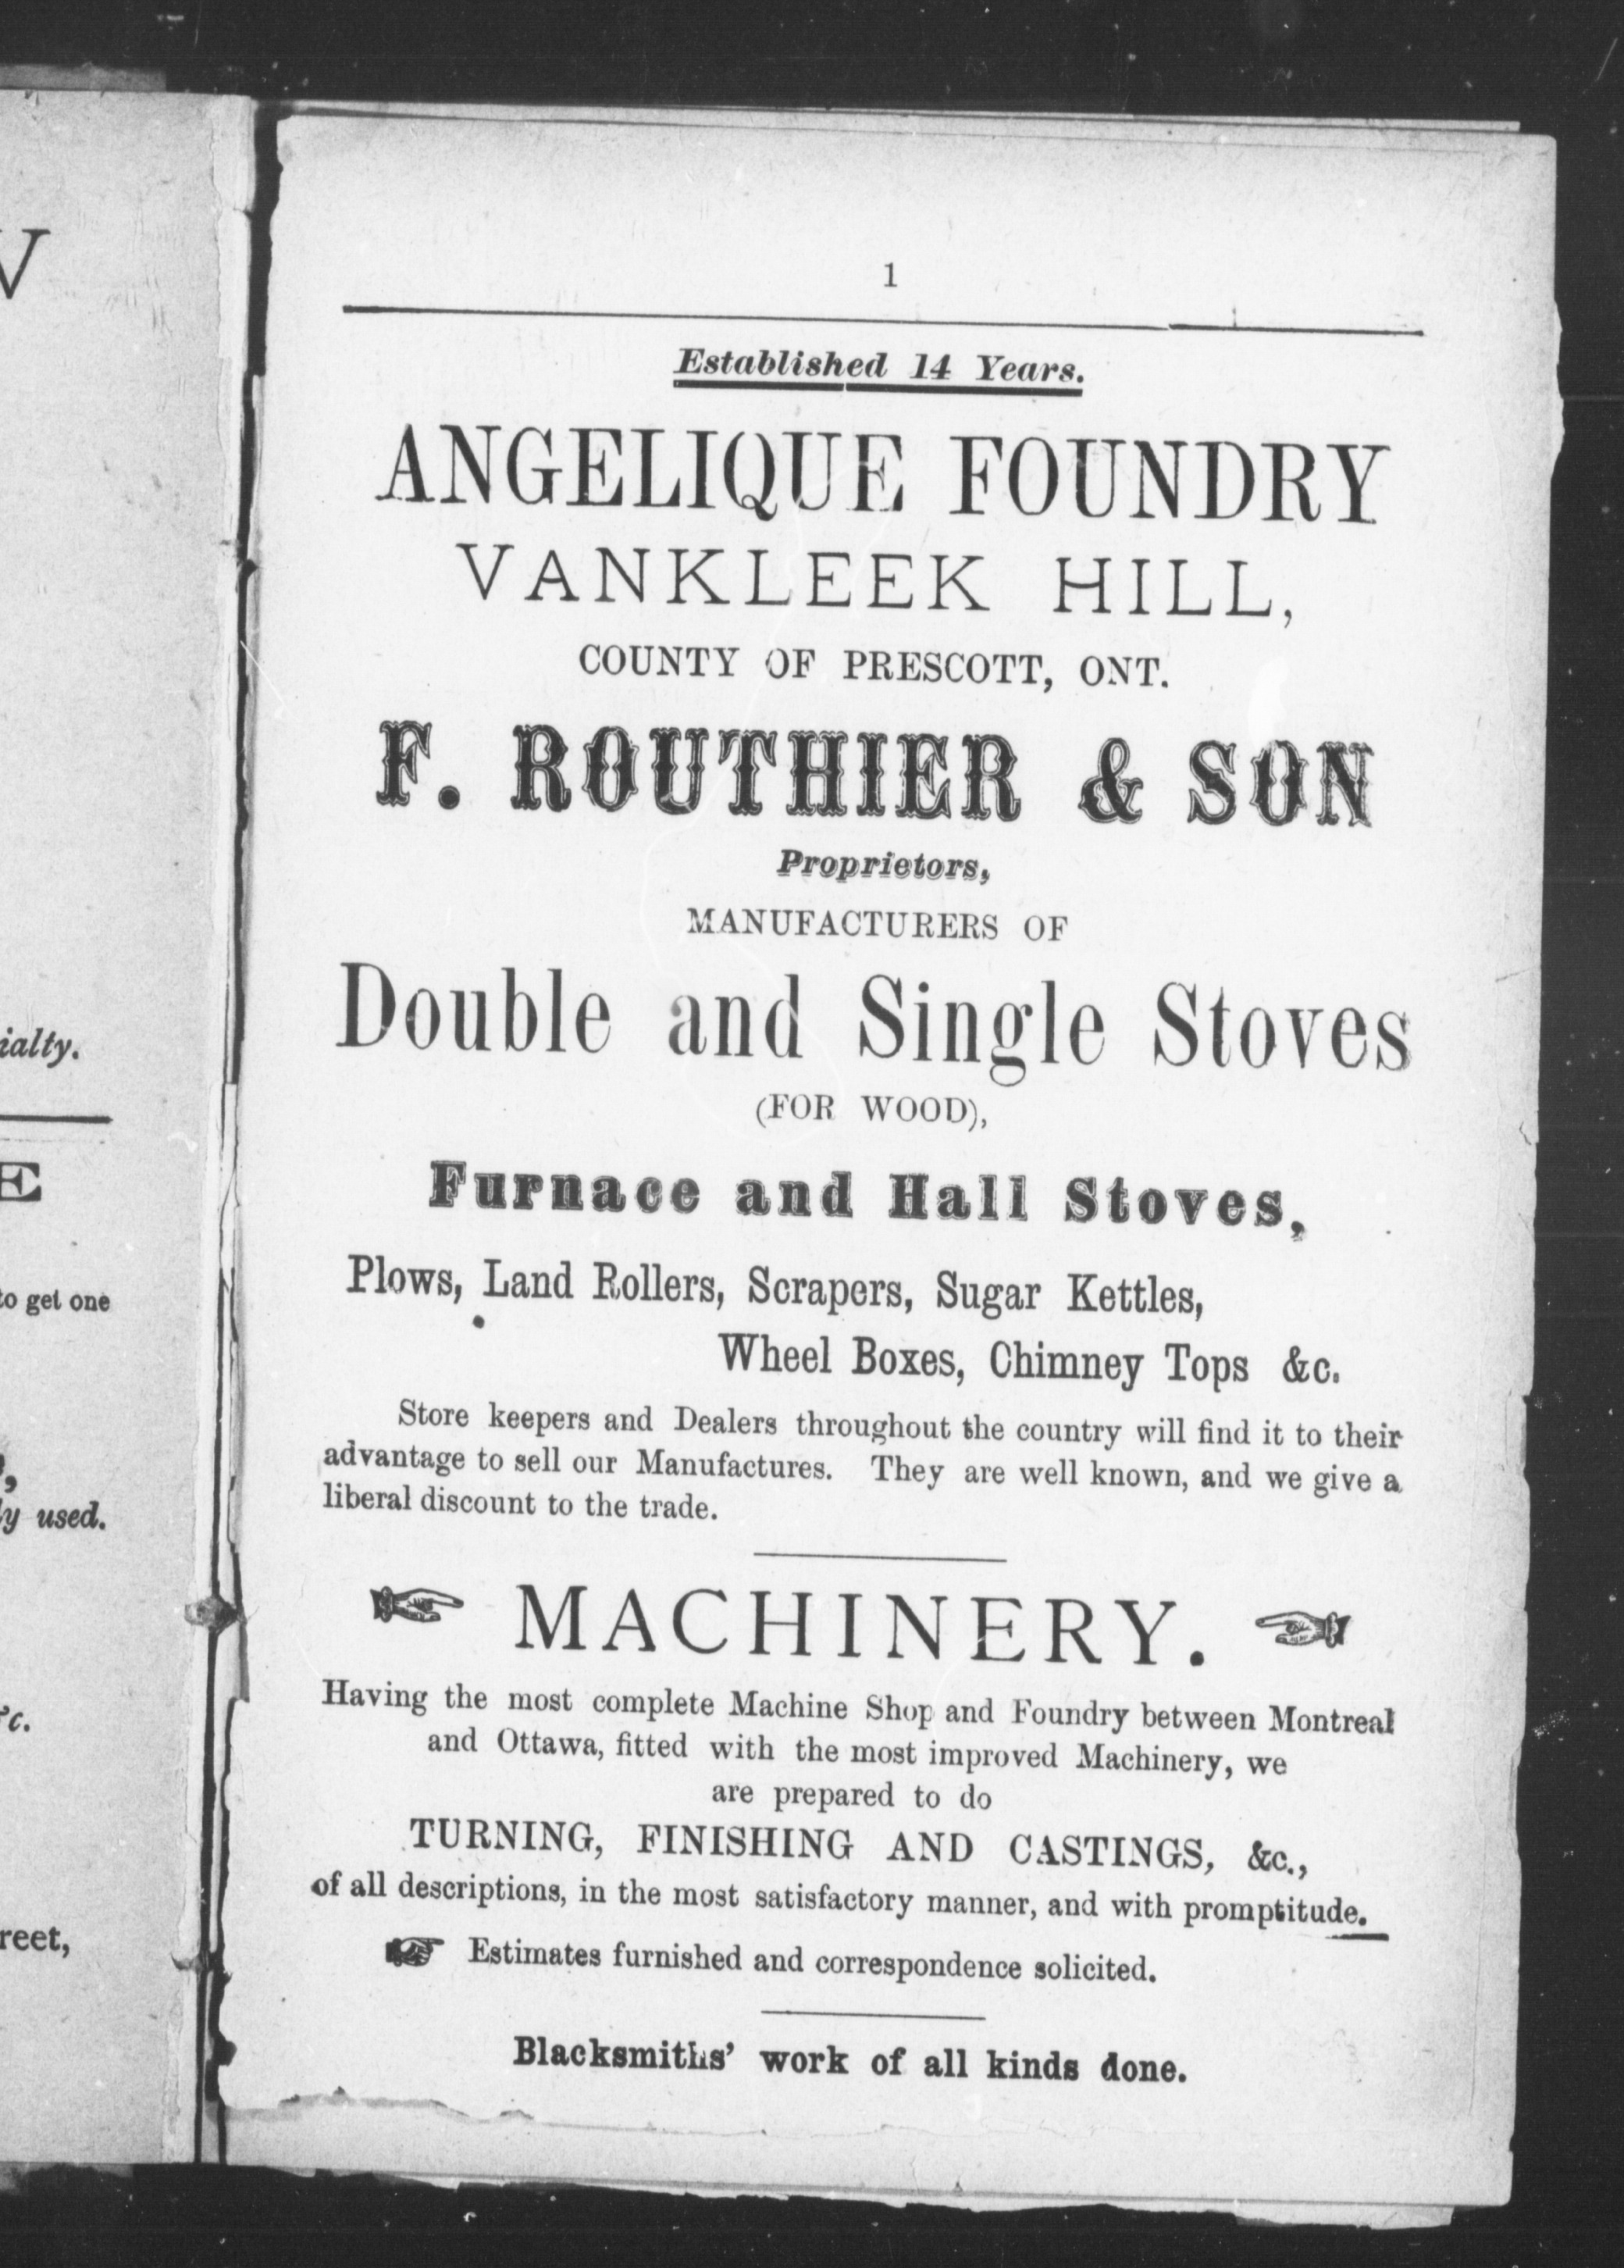 V
ialty.
E
to get one
ly used.
&c.
reet,
1
Established 14 Years.
ANGELIQUE FOUNDRY
VANKLEEK HILL,
COUNTY OF PRESCOTT, ONT.
F. ROUTHIER & SON
Proprietors,
MANUFACTURERS OF
Double and Single Stoves
(FOR WOOD),
Furnace and Hall Stoves,
Plows, Land Rollers, Scrapers, Sugar Kettles,
Wheel Boxes, Chimney Tops &c.
Store keepers and Dealers throughout the country will find it to their
advantage to sell our Manufactures. They are well known, and we give a
liberal discount to the trade.
☞ MACHINERY. ☜
Having the most complete Machine Shop and Foundry between Montreal
and Ottawa, fitted with the most improved Machinery, we
are prepared to do
TURNING, FINISHING AND CASTINGS, &c.,
of all descriptions, in the most satisfactory manner, and with promptitude.
☞ Estimates furnished and correspondence solicited.
Blacksmiths' work of all kinds done.